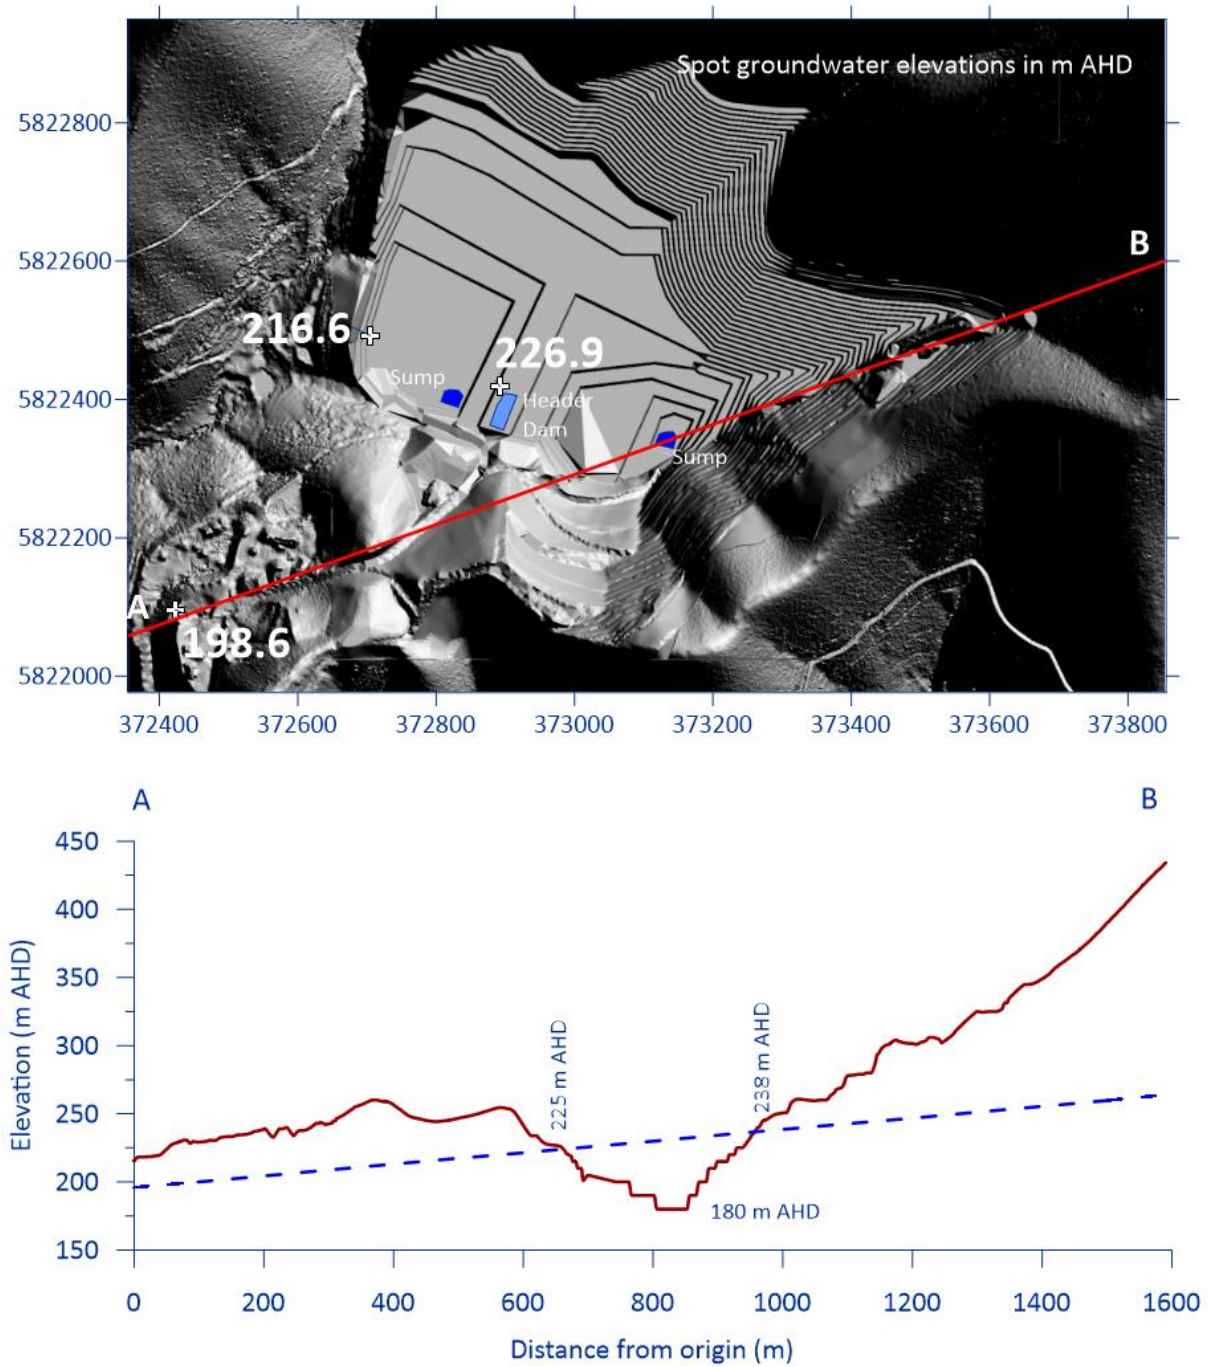 Spot groundwater elevations in m AHD
5822800
B
5822600
216.6
226.9
Sump
5822400
Header
Dam
Sump
5822200
A
198.6
5822000
372400 372600 372800 373000 373200 373400 373600 373800
A B
450
400
350
300
250
200
150
Elevation (m AHD)
225 m AHD
238 m AHD
180 m AHD
0 200 400 600 800 1000 1200 1400 1600
Distance from origin (m)